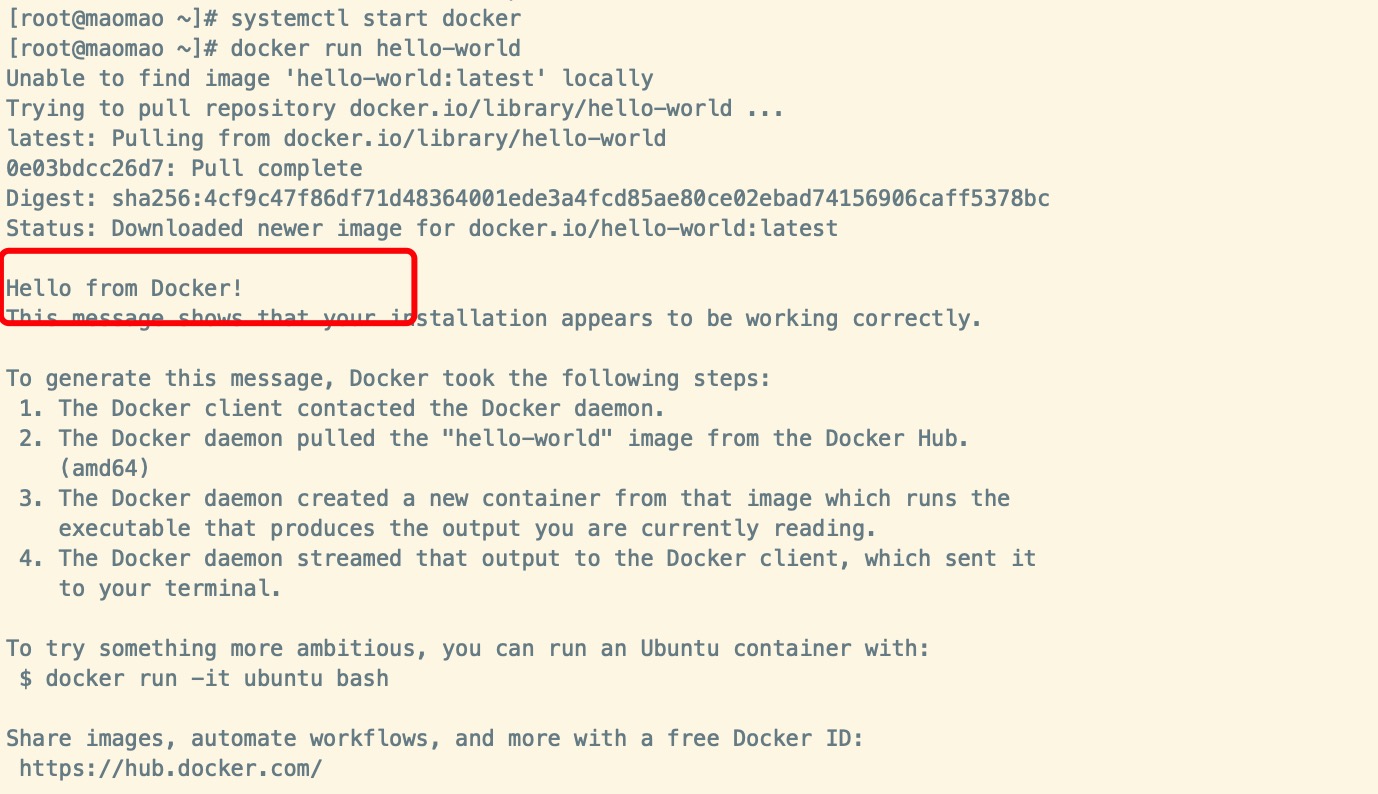 [root@maomao ~]# systemctl start docker
[root@maomao ~]# docker run hello-world
Unable to find image 'hello-world:latest' locally
Trying to pull repository docker.io/library/hello-world ...
latest: Pulling from docker.io/library/hello-world
0e03bdcc26d7: Pull complete
Digest: sha256:4cf9c47f86df71d48364001ede3a4fcd85ae80ce02ebad74156906caff5378bc
Status: Downloaded newer image for docker.io/hello-world:latest
Hello from Docker!
This message shows that your installation appears to be working correctly.
To generate this message, Docker took the following steps:
1. The Docker client contacted the Docker daemon.
2. The Docker daemon pulled the "hello-world" image from the Docker Hub.
(amd64)
3. The Docker daemon created a new container from that image which runs the
executable that produces the output you are currently reading.
4. The Docker daemon streamed that output to the Docker client, which sent it
to your terminal.
To try something more ambitious, you can run an Ubuntu container with:
$ docker run -it ubuntu bash
Share images, automate workflows, and more with a free Docker ID:
https://hub.docker.com/